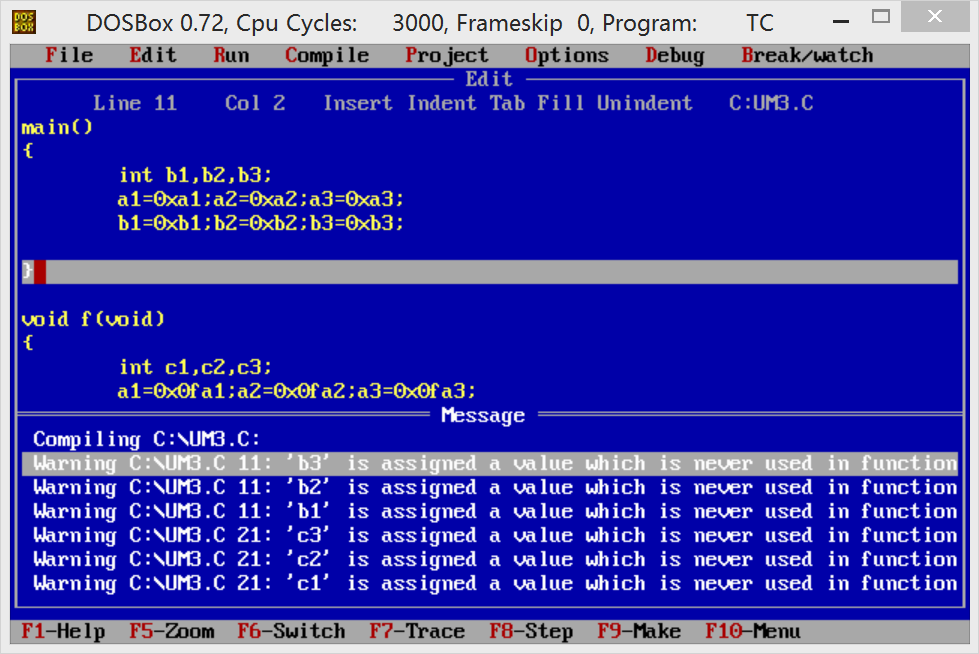 DOS BOX DOSBox 0.72, Cpu Cycles: 3000, Frameskip 0, Program: TC
File Edit Run Compile Project Options Debug Break/watch
Edit
Line 11 Col 2 Insert Indent Tab Fill Unindent C:UM3.C
main()
{
int b1,b2,b3;
a1=0xa1;a2=0xa2;a3=0xa3;
b1=0xb1;b2=0xb2;b3=0xb3;
}
void f(void)
{
int c1,c2,c3;
a1=0x0fa1;a2=0x0fa2;a3=0x0fa3;
Message
Compiling C:\UM3.C:
Warning C:\UM3.C 11: 'b3' is assigned a value which is never used in function
Warning C:\UM3.C 11: 'b2' is assigned a value which is never used in function
Warning C:\UM3.C 11: 'b1' is assigned a value which is never used in function
Warning C:\UM3.C 21: 'c3' is assigned a value which is never used in function
Warning C:\UM3.C 21: 'c2' is assigned a value which is never used in function
Warning C:\UM3.C 21: 'c1' is assigned a value which is never used in function
F1-Help F5-Zoom F6-Switch F7-Trace F8-Step F9-Make F10-Menu